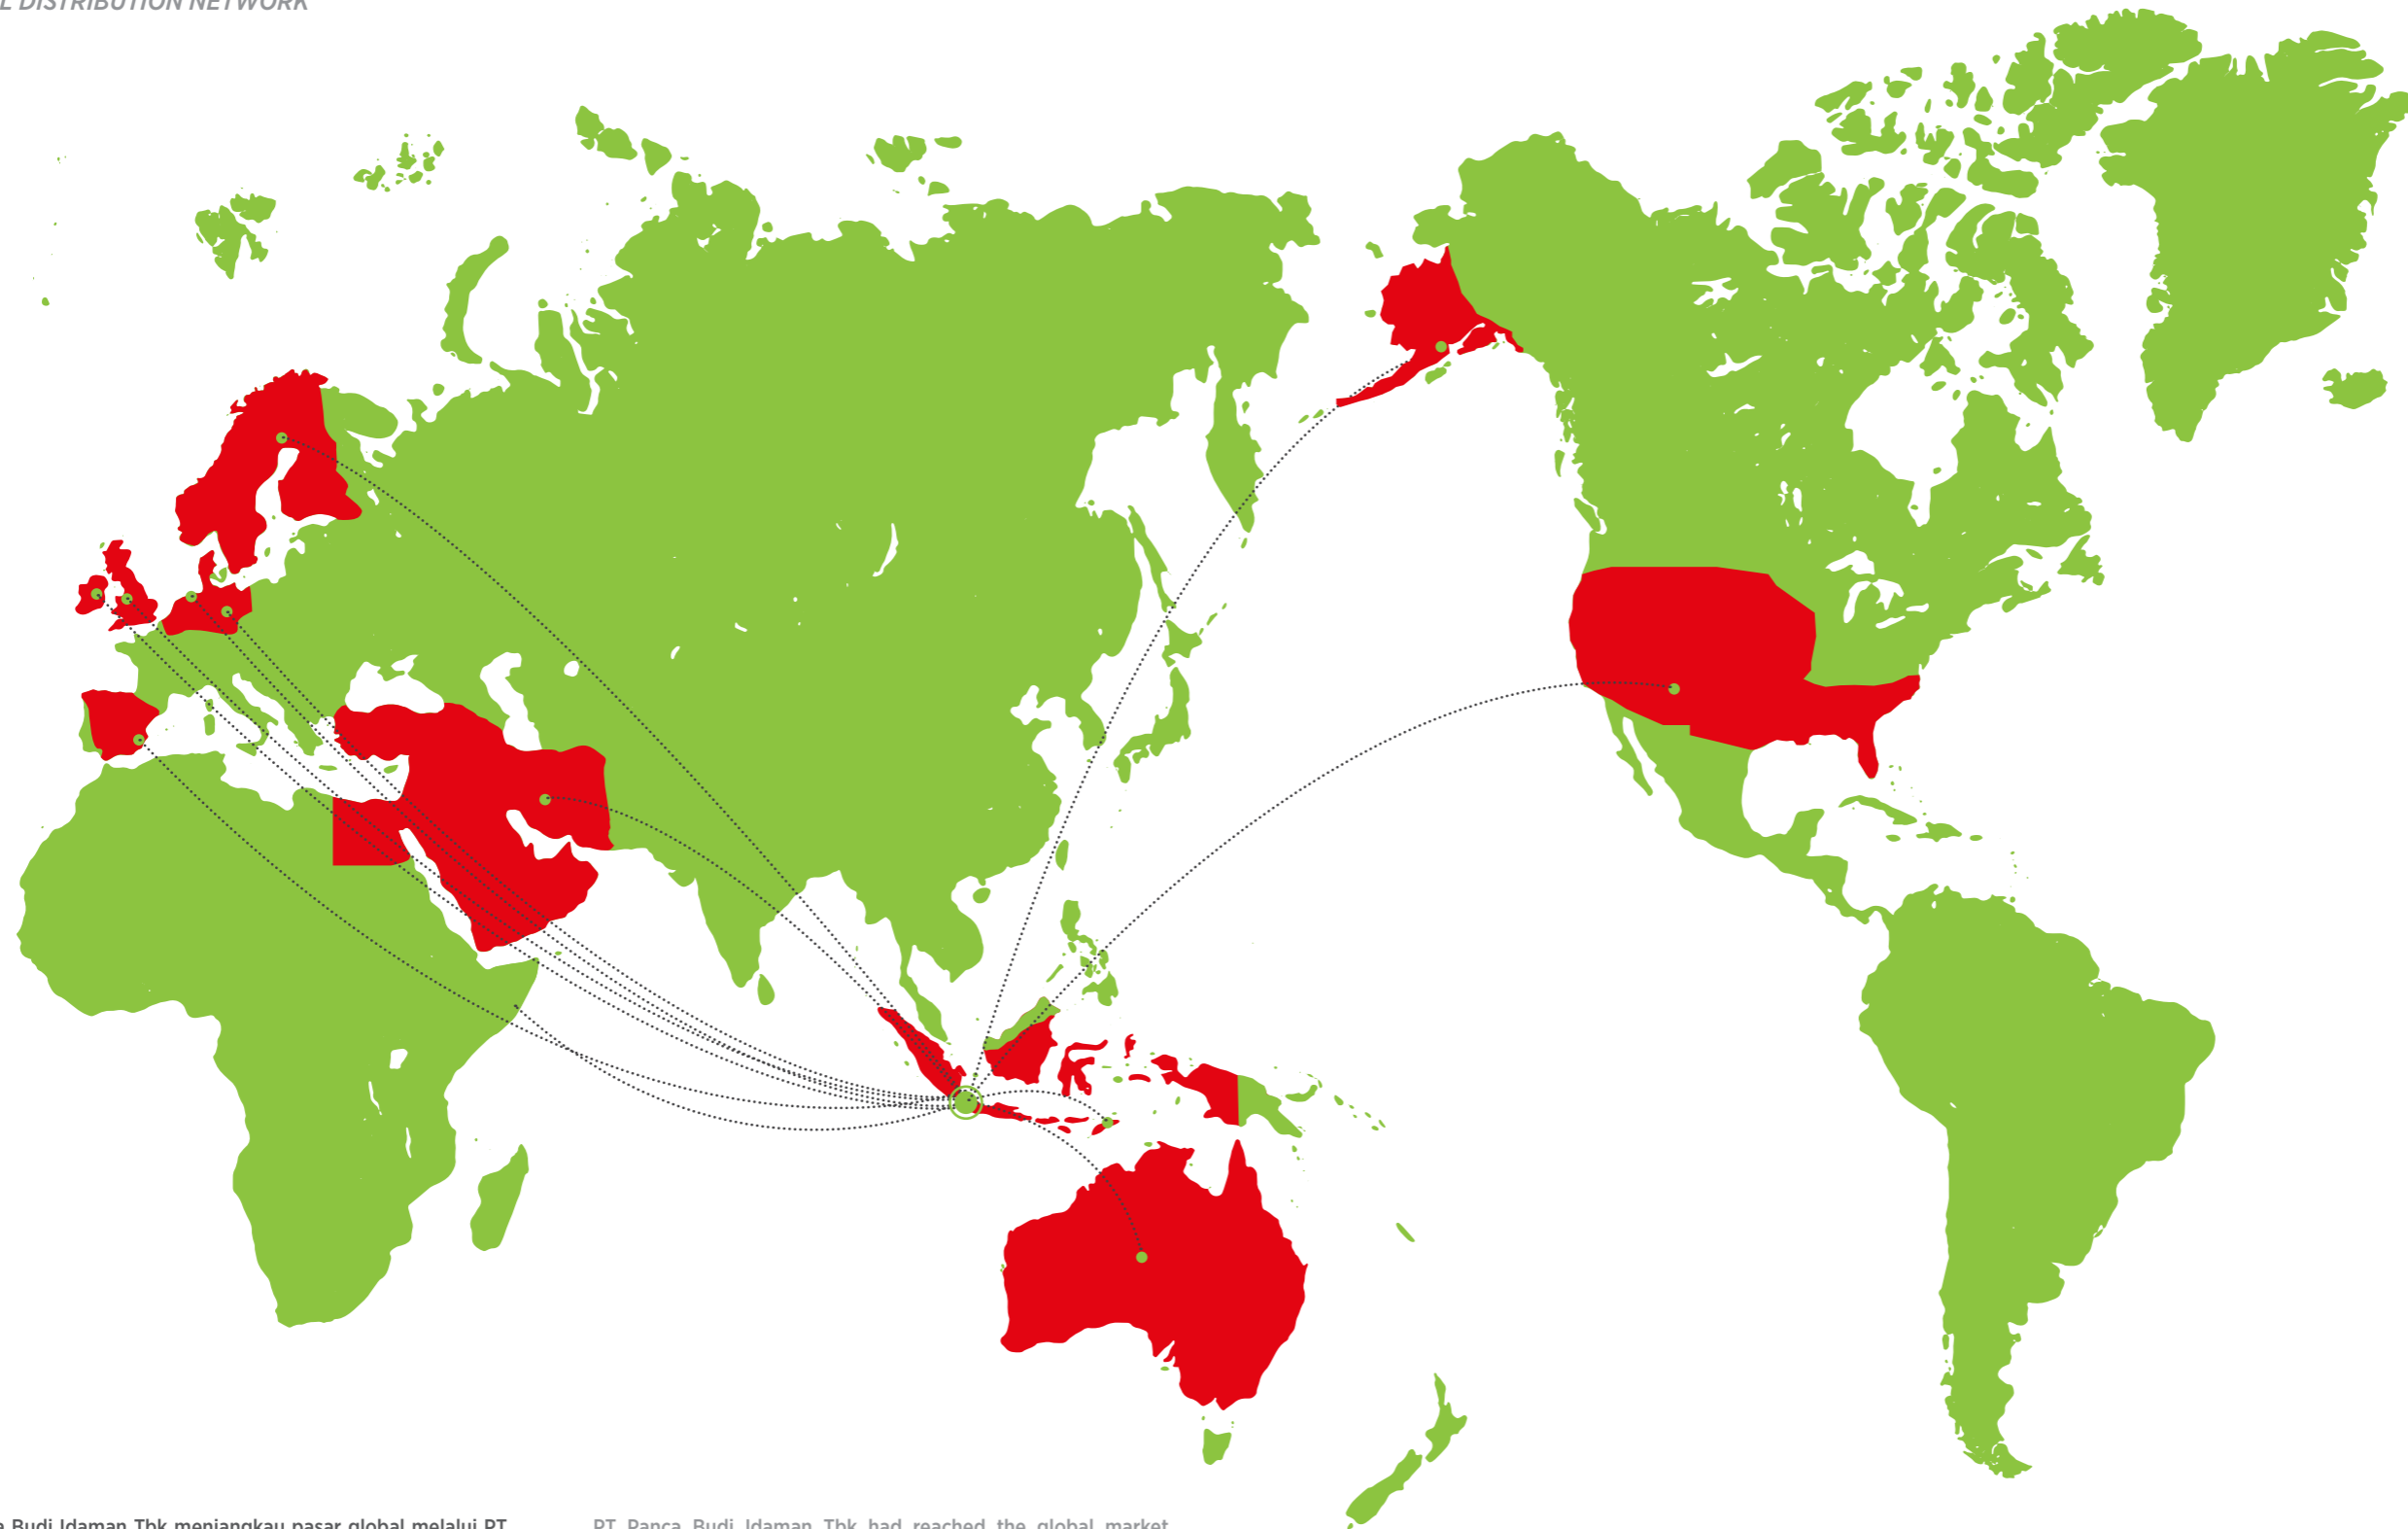 L DISTRIBUTION NETWORK
Budi Idaman Tbk menjangkau pasar global melalui PT
PT Panca Budi Idaman Tbk had reached the global market